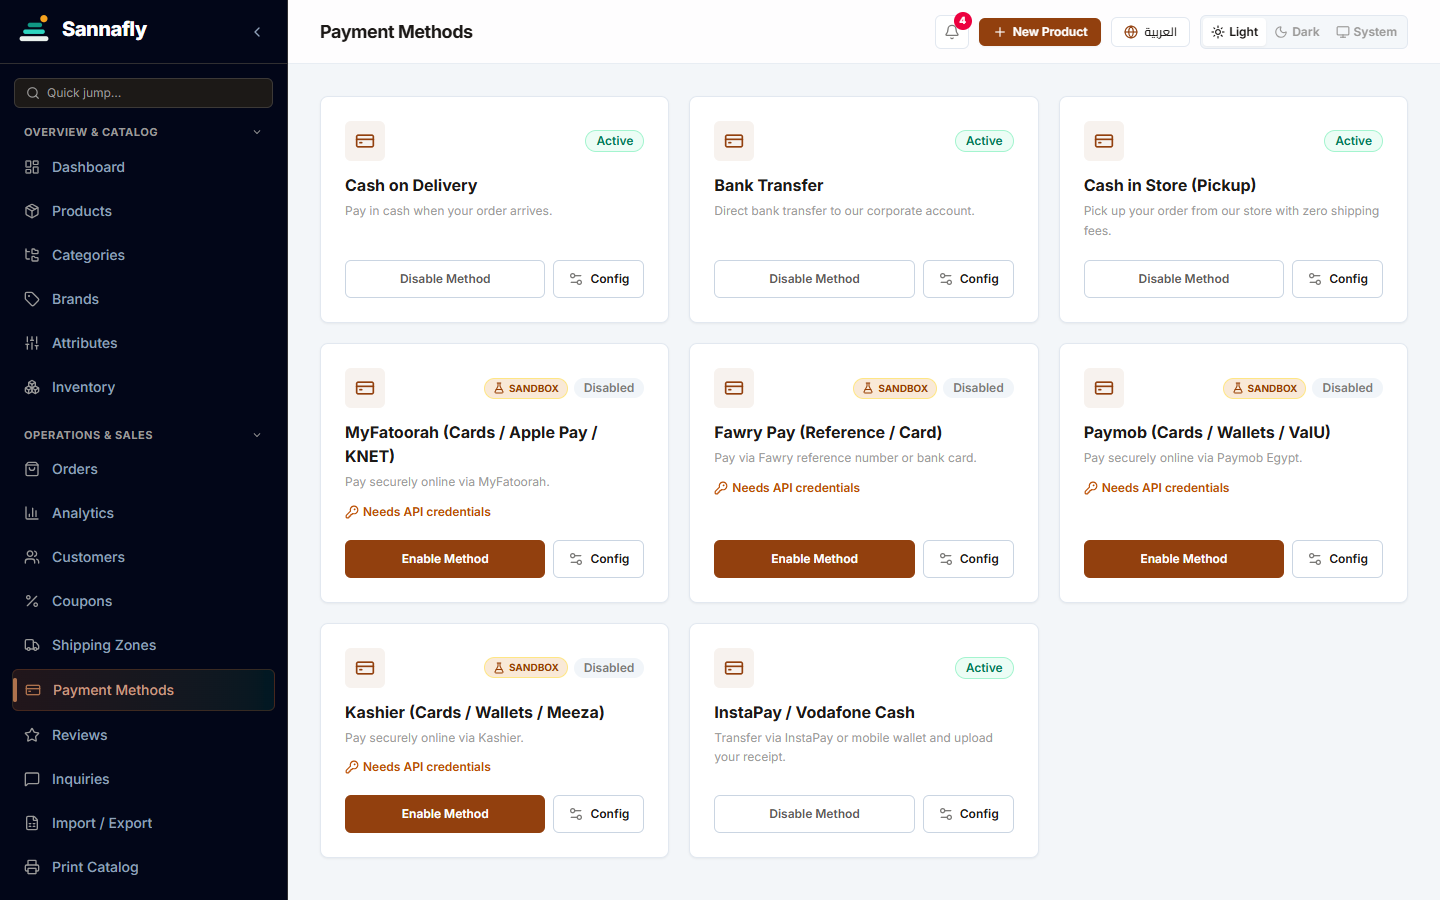 Sannafly
Quick jump...
OVERVIEW & CATALOG
Dashboard
Products
Categories
Brands
Attributes
Inventory
OPERATIONS & SALES
Orders
Analytics
Customers
Coupons
Shipping Zones
Payment Methods
Reviews
Inquiries
Import / Export
Print Catalog
Payment Methods
4
New Product
العربية
Light
Dark
System
Active
Cash on Delivery
Pay in cash when your order arrives.
Disable Method
Config
Active
Bank Transfer
Direct bank transfer to our corporate account.
Disable Method
Config
Active
Cash in Store (Pickup)
Pick up your order from our store with zero shipping
fees.
Disable Method
Config
SANDBOX
Disabled
MyFatoorah (Cards / Apple Pay /
KNET)
Pay securely online via MyFatoorah.
Needs API credentials
Enable Method
Config
SANDBOX
Disabled
Fawry Pay (Reference / Card)
Pay via Fawry reference number or bank card.
Needs API credentials
Enable Method
Config
SANDBOX
Disabled
Paymob (Cards / Wallets / ValU)
Pay securely online via Paymob Egypt.
Needs API credentials
Enable Method
Config
SANDBOX
Disabled
Kashier (Cards / Wallets / Meeza)
Pay securely online via Kashier.
Needs API credentials
Enable Method
Config
Active
InstaPay / Vodafone Cash
Transfer via InstaPay or mobile wallet and upload
your receipt.
Disable Method
Config